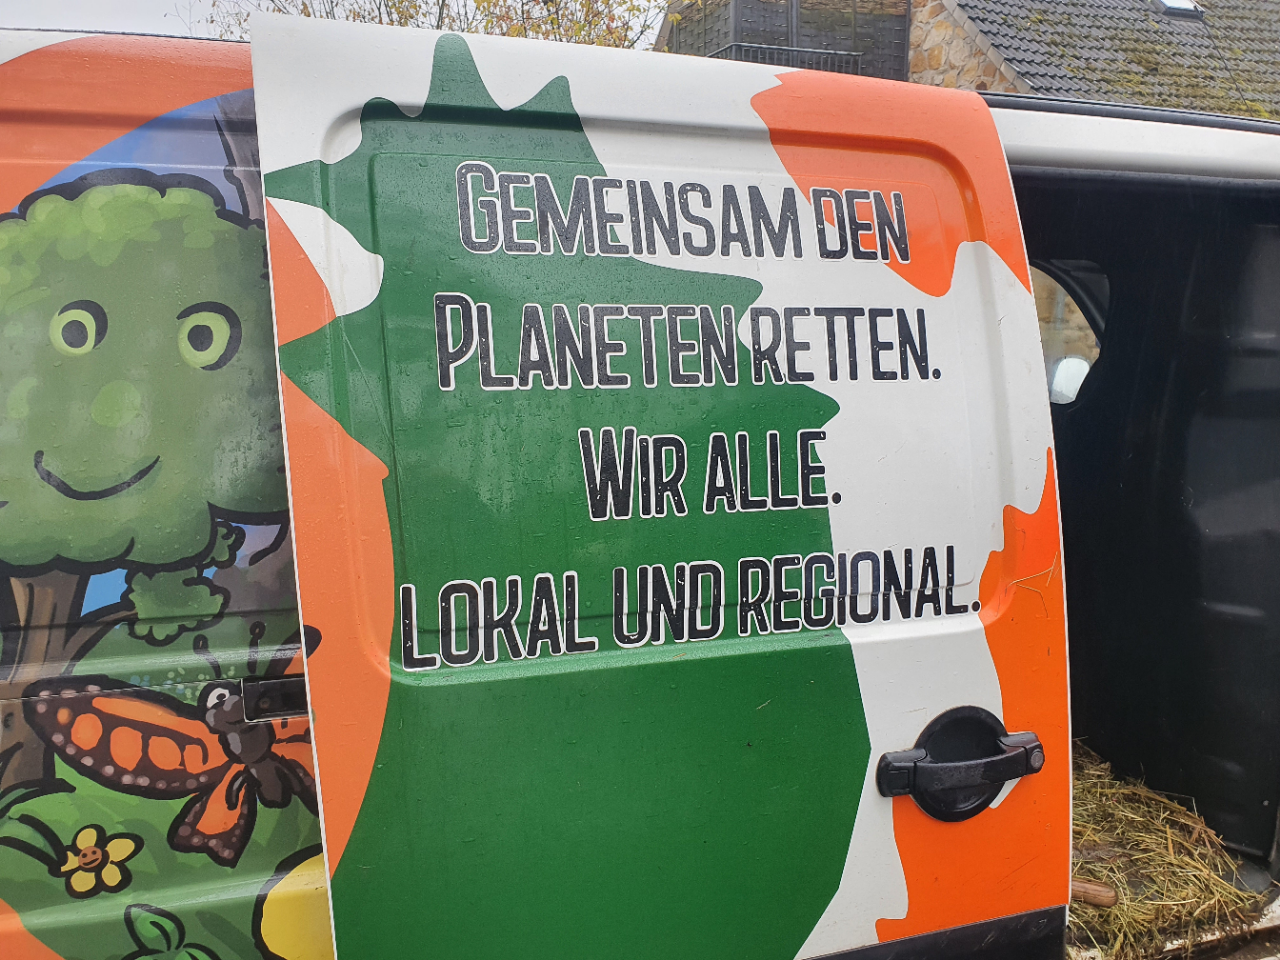 Gemeinsam den
Planeten retten.
Wir alle.
Lokal und regional.